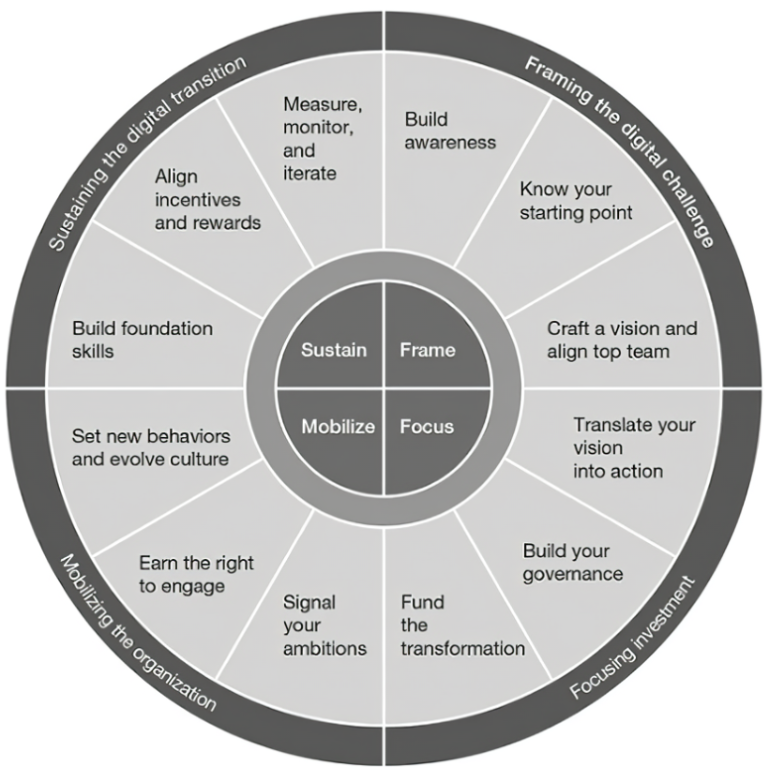 Framing the digital challenge
Build
awareness
Know your
starting point
Craft a vision and
align top team
Focusing investment
Translate your
vision
into action
Build your
governance
Fund
the
transformation
Mobilizing the organization
Signal
your
ambitions
Earn the right
to engage
Set new behaviors
and evolve culture
Sustaining the digital transition
Build foundation
skills
Align
incentives
and rewards
Measure,
monitor,
and
iterate
Frame
Focus
Mobilize
Sustain